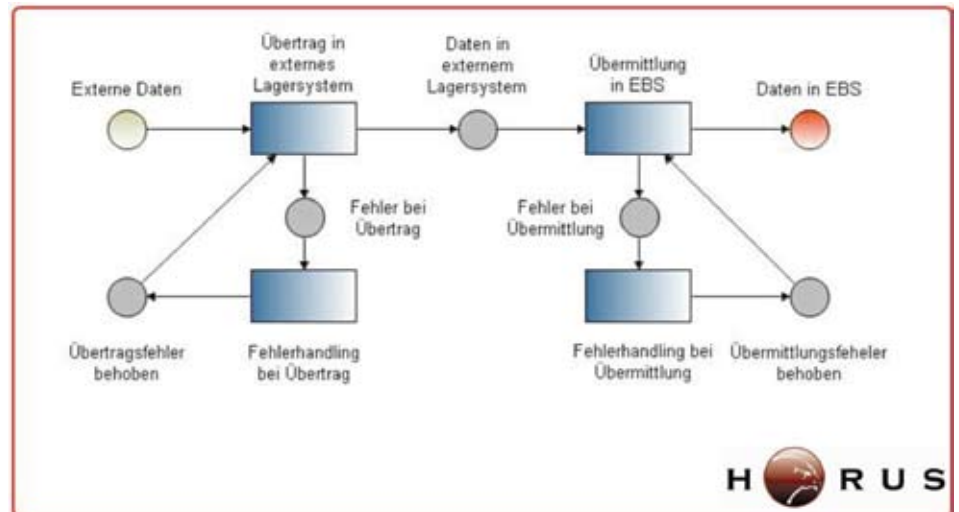 Externe Daten
Übertrag in
externes
Lagersystem
Daten in
externem
Lagersystem
Übermittlung
in EBS
Daten in EBS
Fehler bei
Übertrag
Fehler bei
Übermittlung
Übertragsfehler
behoben
Fehlerhandling
bei Übertrag
Fehlerhandling bei
Übermittlung
Übermittlungsfeheler
behoben
H RUS